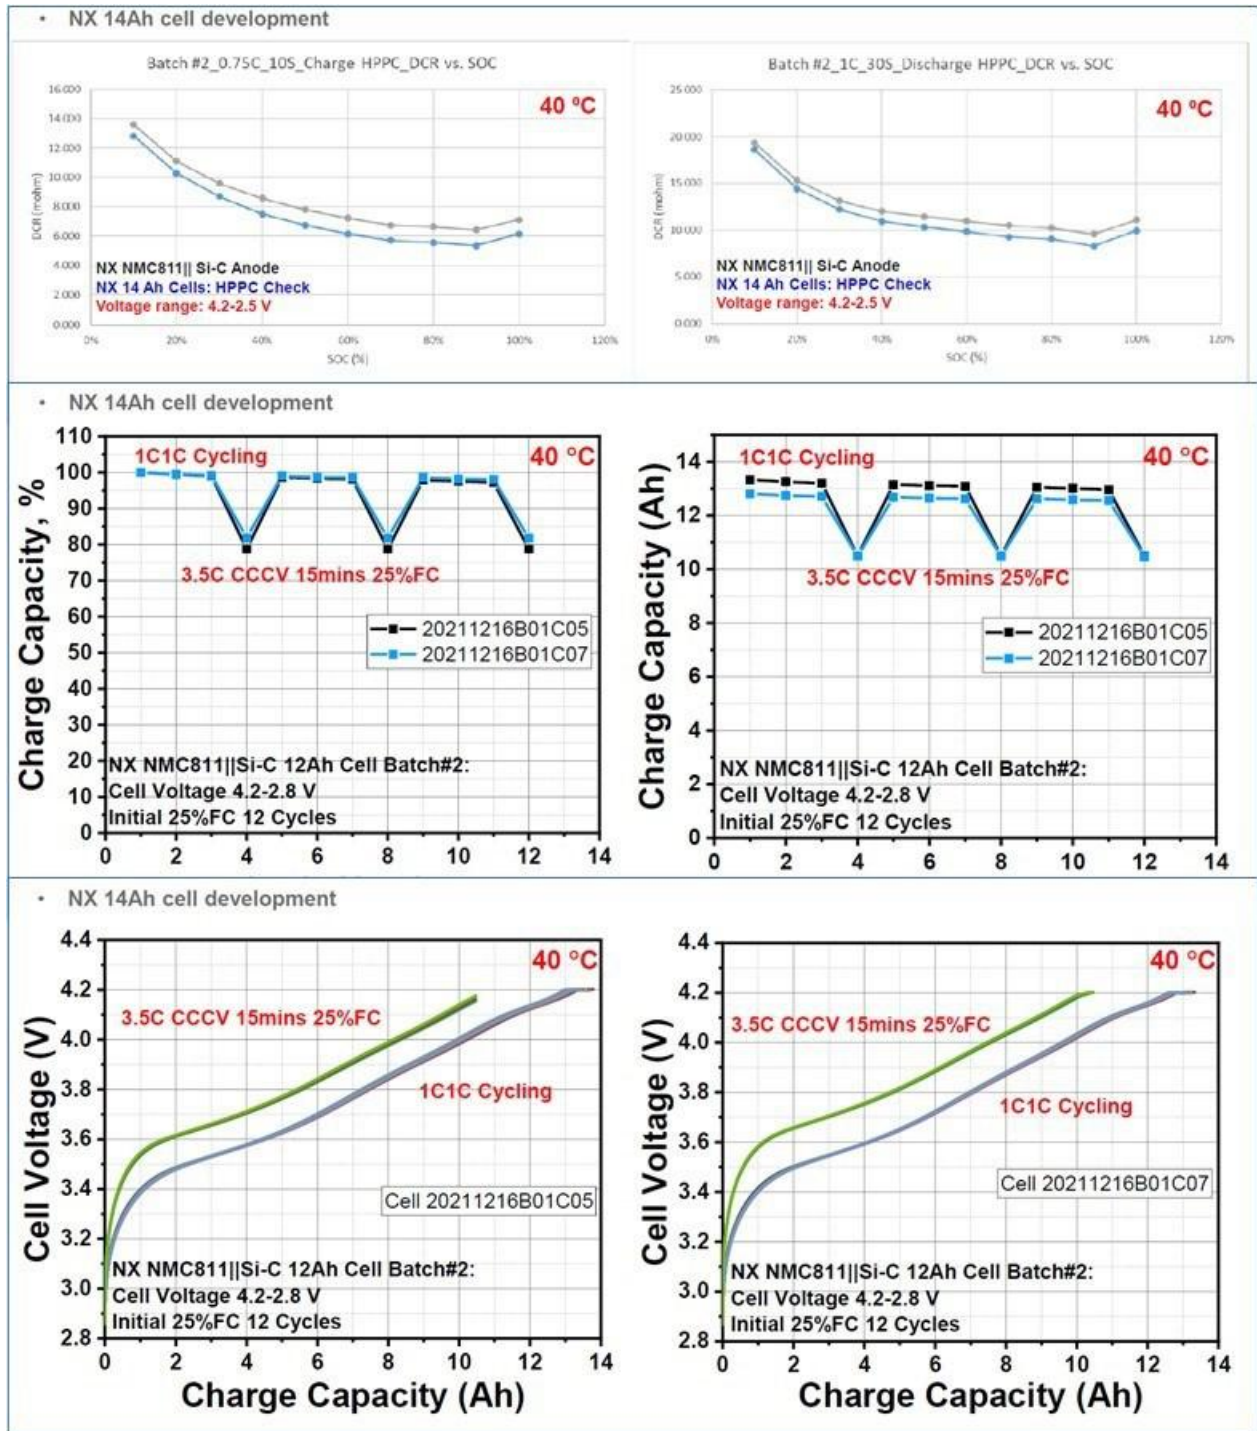 • NX 14Ah cell development
Batch #2_0.75C_10S_Charge HPPC_DCR vs. SOC
40 ºC
16.000
14.000
12.000
10.000
8.000
6.000
4.000
2.000
0.000
DCR (mohm)
NX NMC811|| Si-C Anode
NX 14 Ah Cells: HPPC Check
Voltage range: 4.2-2.5 V
0% 20% 40% 60% 80% 100% 120%
SOC (%)
Batch #2_1C_30S_Discharge HPPC_DCR vs. SOC
40 °C
25.000
20.000
15.000
10.000
5.000
0.000
DCR (mohm)
NX NMC811|| Si-C Anode
NX 14 Ah Cells: HPPC Check
Voltage range: 4.2-2.5 V
0% 20% 40% 60% 80% 100% 120%
SOC (%)
• NX 14Ah cell development
110
100
90
80
70
60
50
40
30
20
10
0
Charge Capacity, %
1C1C Cycling
40 °C
3.5C CCCV 15mins 25%FC
20211216B01C05
20211216B01C07
NX NMC811||Si-C 12Ah Cell Batch#2:
Cell Voltage 4.2-2.8 V
Initial 25%FC 12 Cycles
0 2 4 6 8 10 12 14
14
12
10
8
6
4
2
0
Charge Capacity (Ah)
1C1C Cycling
40 °C
3.5C CCCV 15mins 25%FC
20211216B01C05
20211216B01C07
NX NMC811||Si-C 12Ah Cell Batch#2:
Cell Voltage 4.2-2.8 V
Initial 25%FC 12 Cycles
0 2 4 6 8 10 12 14
• NX 14Ah cell development
4.4
4.2
4.0
3.8
3.6
3.4
3.2
3.0
2.8
Cell Voltage (V)
40 °C
3.5C CCCV 15mins 25%FC
1C1C Cycling
Cell 20211216B01C05
NX NMC811||Si-C 12Ah Cell Batch#2:
Cell Voltage 4.2-2.8 V
Initial 25%FC 12 Cycles
0 2 4 6 8 10 12 14
Charge Capacity (Ah)
4.4
4.2
4.0
3.8
3.6
3.4
3.2
3.0
2.8
Cell Voltage (V)
40 °C
3.5C CCCV 15mins 25%FC
1C1C Cycling
Cell 20211216B01C07
NX NMC811||Si-C 12Ah Cell Batch#2:
Cell Voltage 4.2-2.8 V
Initial 25%FC 12 Cycles
0 2 4 6 8 10 12 14
Charge Capacity (Ah)